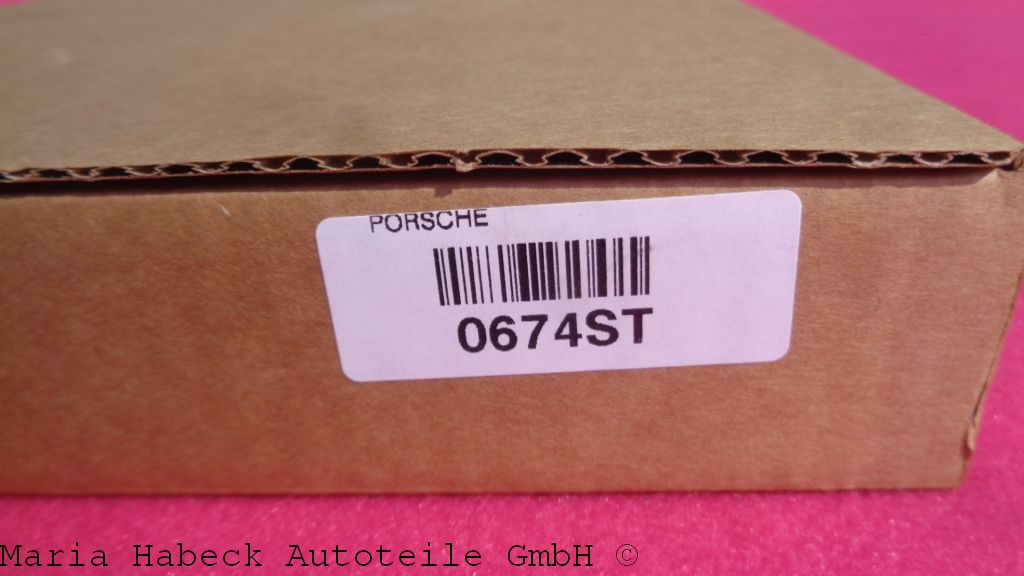 PORSCHE
0674ST
Maria Habeck Autoteile GmbH ©